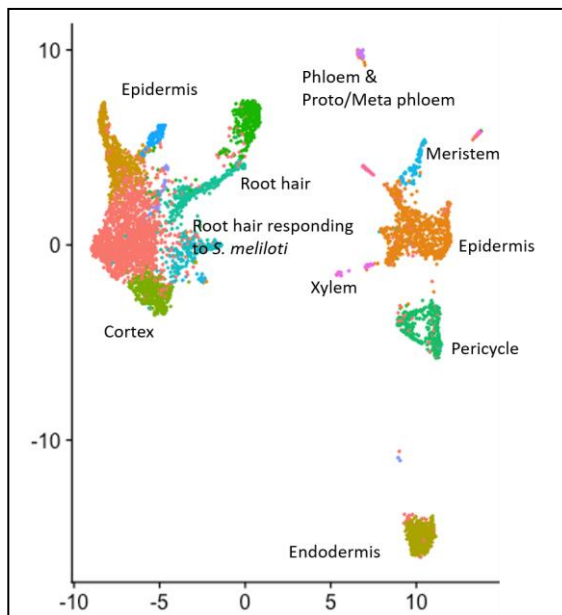 10
Epidermis
Phloem &
Proto/Meta phloem
Meristem
Root hair
Root hair responding
to S. meliloti
0
Epidermis
Xylem
Cortex
Pericycle
-10
Endodermis
-10 -5 0 5 10